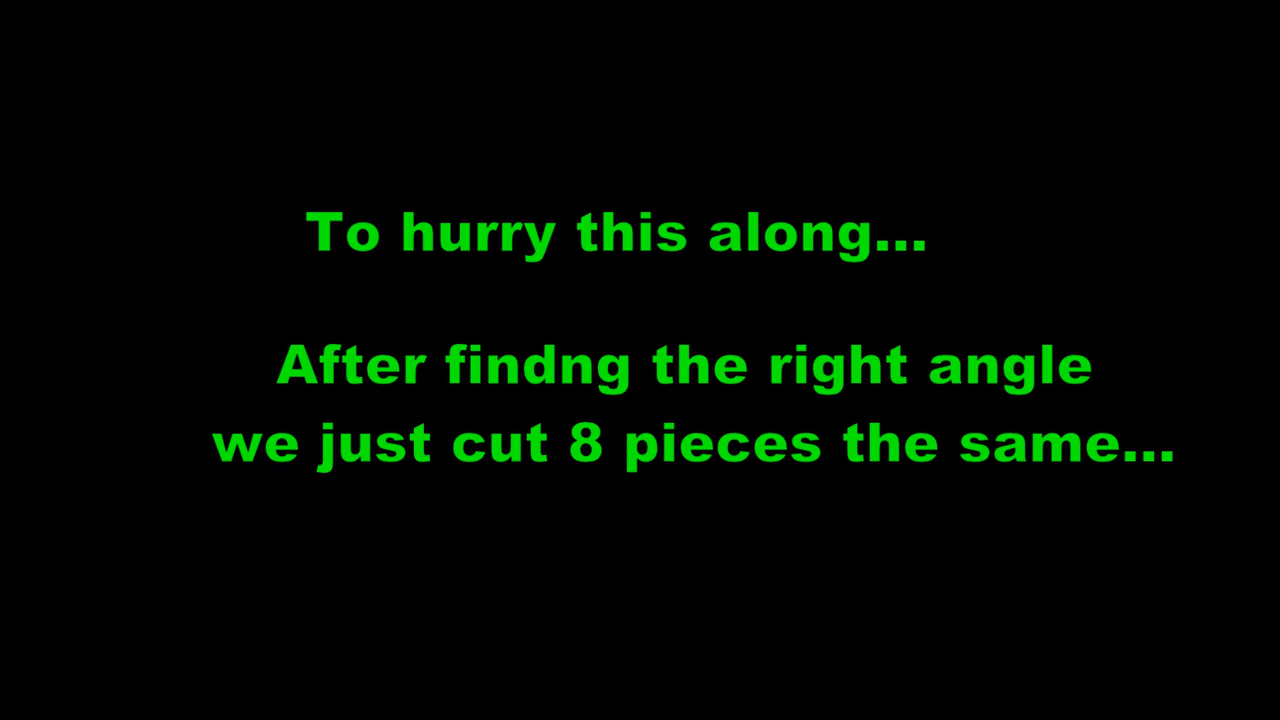 To hurry this along...
After findng the right angle
we just cut 8 pieces the same...